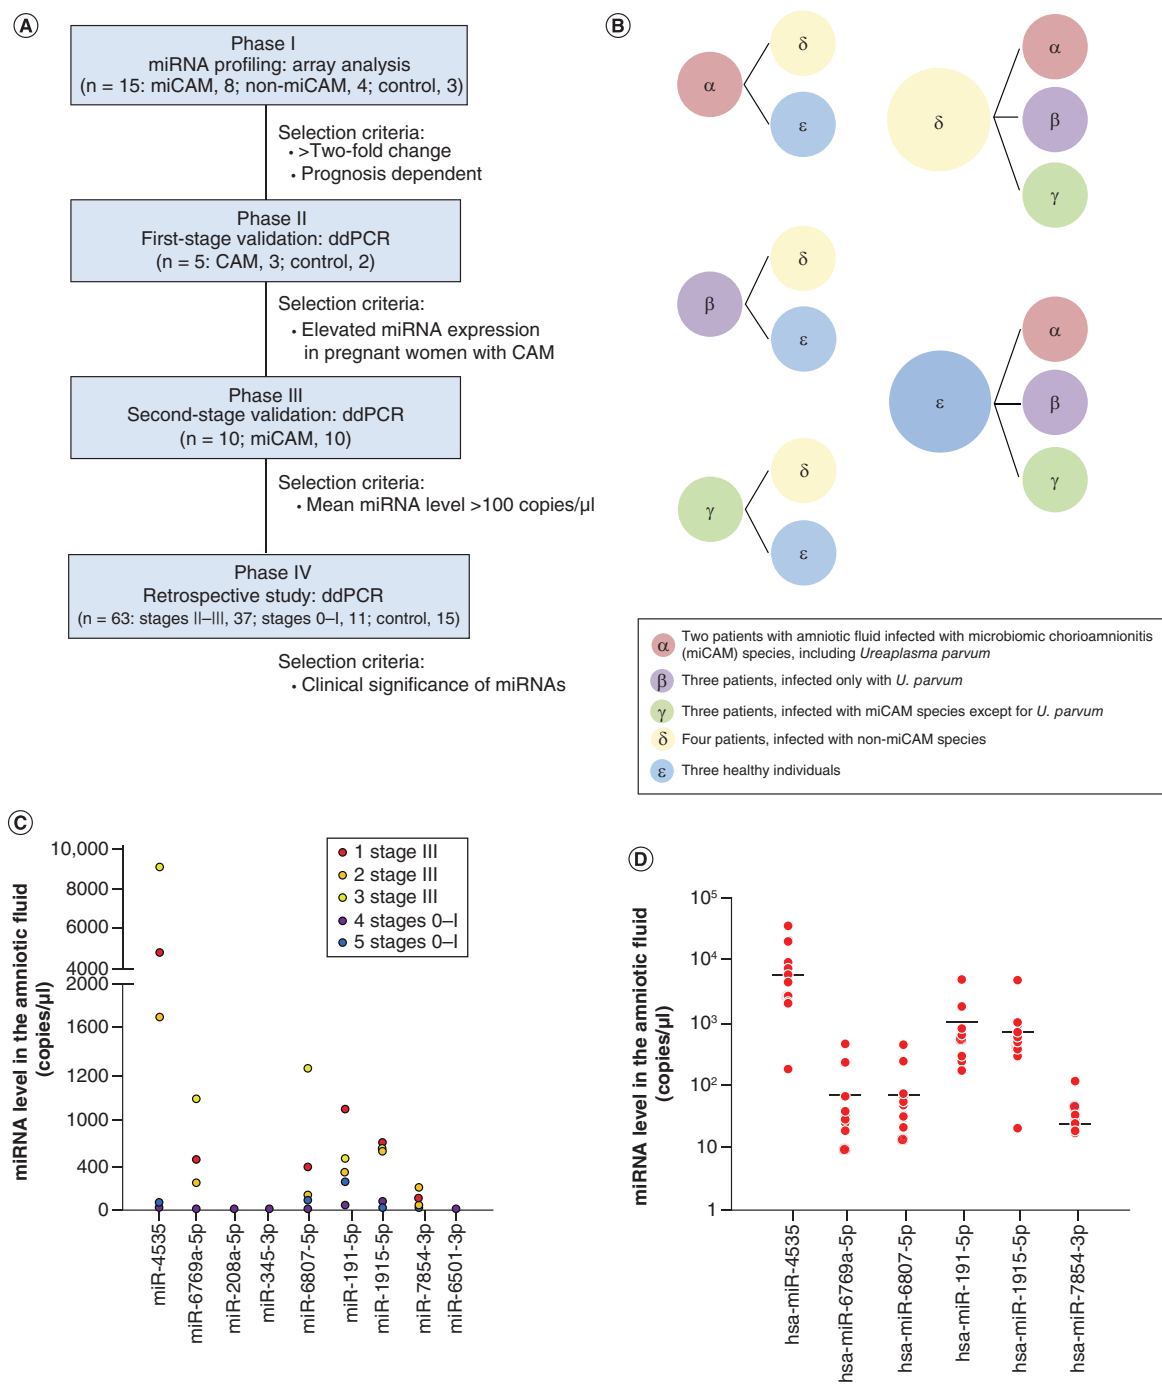 A
Phase I
miRNA profiling: array analysis
(n = 15: miCAM, 8; non-miCAM, 4; control, 3)
Selection criteria:
• >Two-fold change
• Prognosis dependent
Phase II
First-stage validation: ddPCR
(n = 5: CAM, 3; control, 2)
Selection criteria:
• Elevated miRNA expression
in pregnant women with CAM
Phase III
Second-stage validation: ddPCR
(n = 10; miCAM, 10)
Selection criteria:
• Mean miRNA level >100 copies/µl
Phase IV
Retrospective study: ddPCR
(n = 63: stages II–III, 37; stages 0–I, 11; control, 15)
Selection criteria:
• Clinical significance of miRNAs
B
α
δ
ε
β
δ
ε
γ
δ
ε
δ
α
β
γ
ε
α
β
γ
α Two patients with amniotic fluid infected with microbiomic chorioamnionitis
(miCAM) species, including Ureaplasma parvum
β Three patients, infected only with U. parvum
γ Three patients, infected with miCAM species except for U. parvum
δ Four patients, infected with non-miCAM species
ε Three healthy individuals
C
miRNA level in the amniotic fluid
(copies/µl)
10,000
8000
6000
4000
2000
1600
1200
1000
400
0
1 stage III
2 stage III
3 stage III
4 stages 0–I
5 stages 0–I
miR-4535
miR-6769a-5p
miR-208a-5p
miR-345-3p
miR-6807-5p
miR-191-5p
miR-1915-5p
miR-7854-3p
miR-6501-3p
D
miRNA level in the amniotic fluid
(copies/µl)
10⁵
10⁴
10³
10²
10
1
hsa-miR-4535
hsa-miR-6769a-5p
hsa-miR-6807-5p
hsa-miR-191-5p
hsa-miR-1915-5p
hsa-miR-7854-3p